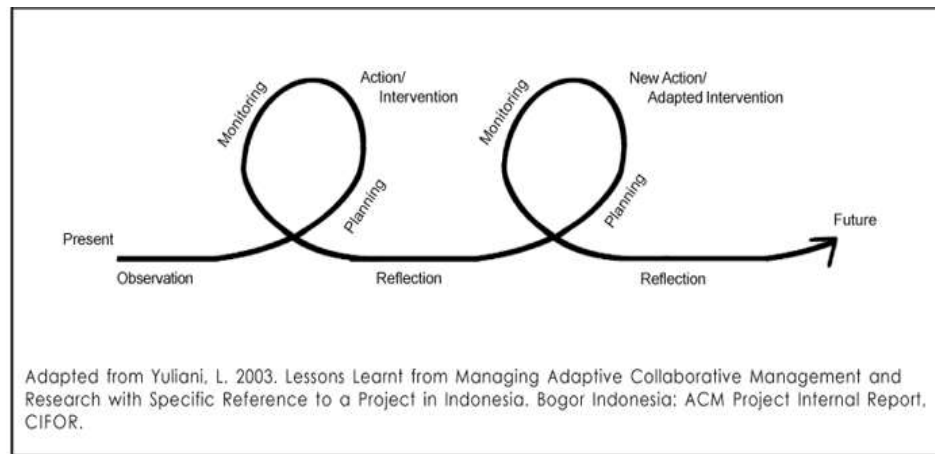 Action/
Intervention
New Action/
Adapted Intervention
Monitoring
Monitoring
Planning
Planning
Present
Future
Observation
Reflection
Reflection
Adapted from Yuliani, L. 2003. Lessons Learnt from Managing Adaptive Collaborative Management and
Research with Specific Reference to a Project in Indonesia. Bogor Indonesia: ACM Project Internal Report,
CIFOR.